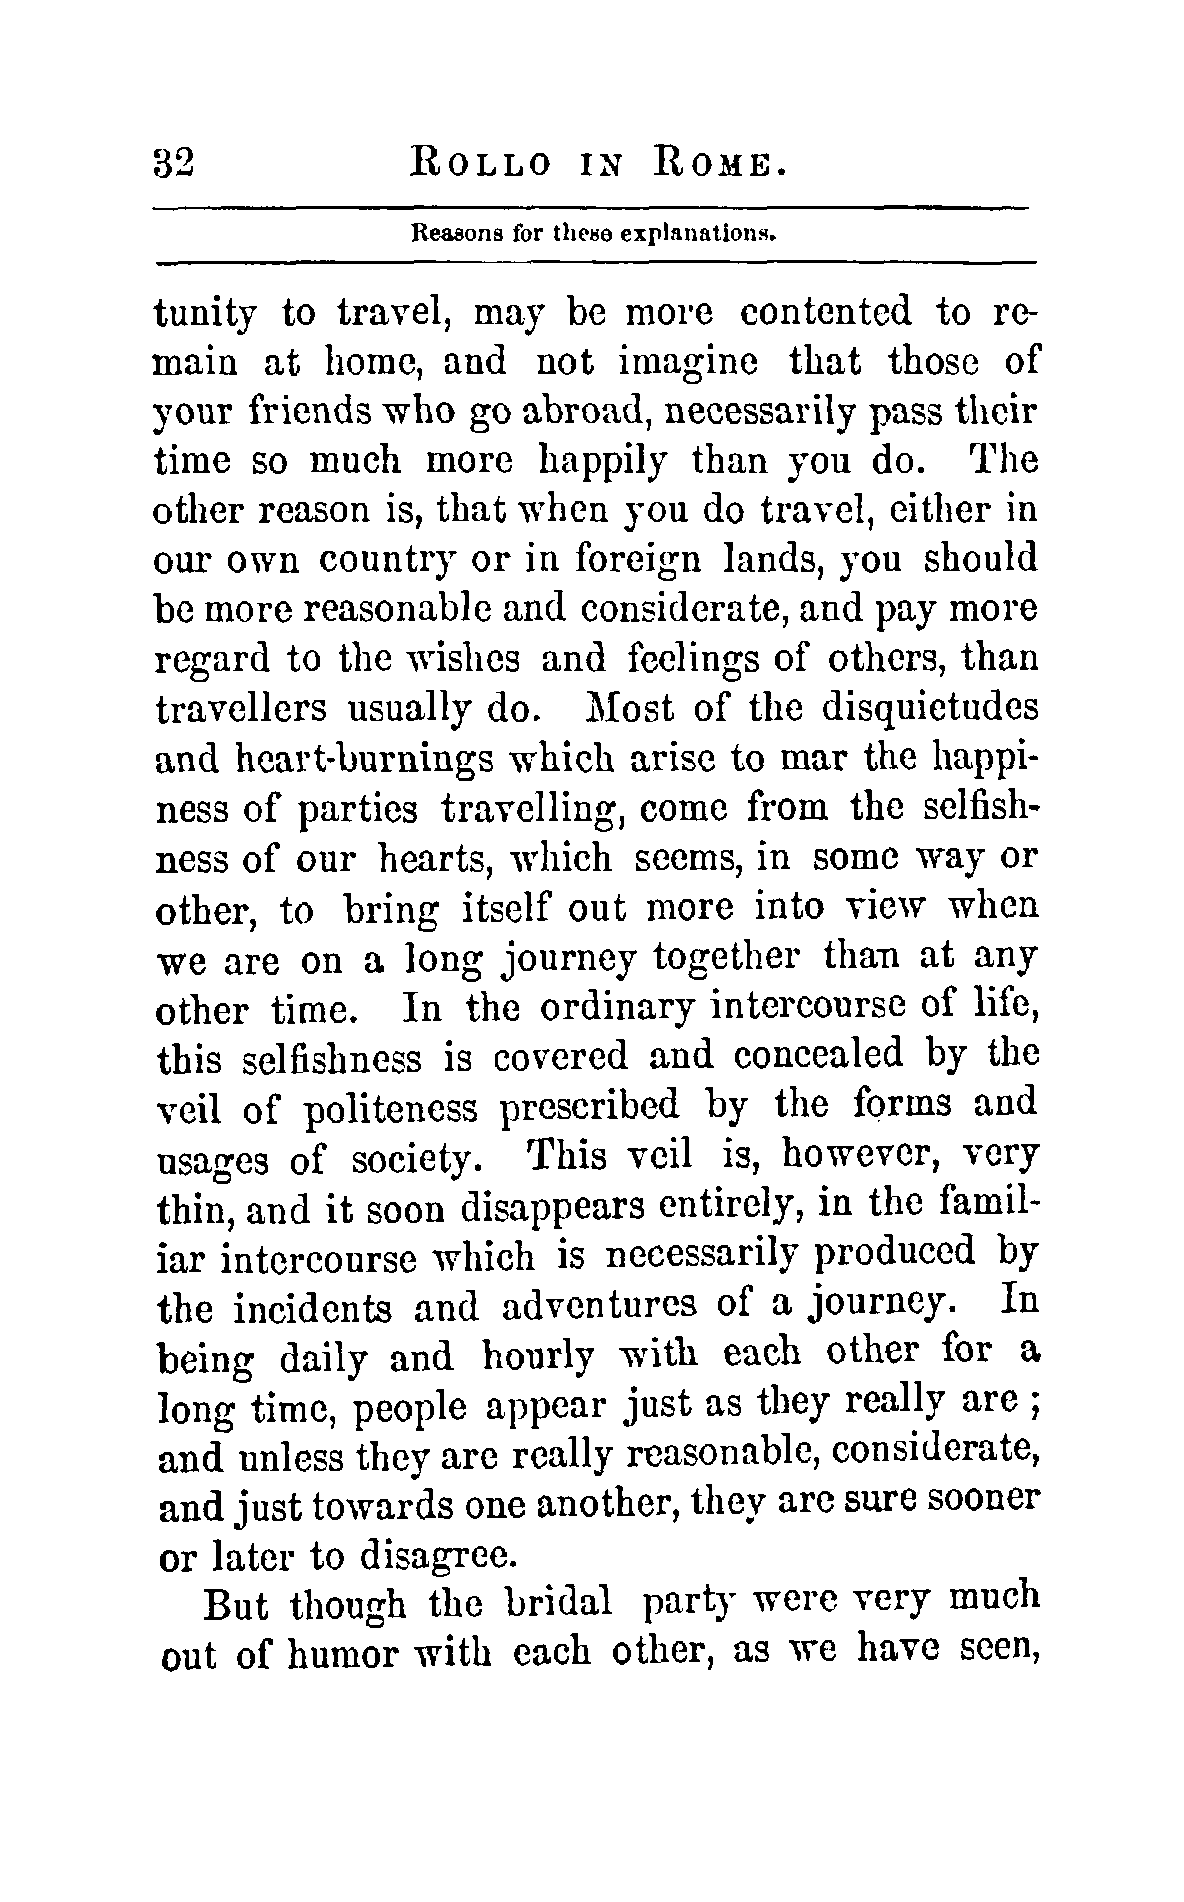 32 ROLLO IN ROME.
Reasons for these explanations.
tunity to travel, may be more contented to re-
main at home, and not imagine that those of
your friends who go abroad, necessarily pass their
time so much more happily than you do. The
other reason is, that when you do travel, either in
our own country or in foreign lands, you should
be more reasonable and considerate, and pay more
regard to the wishes and feelings of others, than
travellers usually do. Most of the disquietudes
and heart-burnings which arise to mar the happi-
ness of parties travelling, come from the selfish-
ness of our hearts, which seems, in some way or
other, to bring itself out more into view when
we are on a long journey together than at any
other time. In the ordinary intercourse of life,
this selfishness is covered and concealed by the
veil of politeness prescribed by the forms and
usages of society. This veil is, however, very
thin, and it soon disappears entirely, in the famil-
iar intercourse which is necessarily produced by
the incidents and adventures of a journey. In
being daily and hourly with each other for a
long time, people appear just as they really are ;
and unless they are really reasonable, considerate,
and just towards one another, they are sure sooner
or later to disagree.
But though the bridal party were very much
out of humor with each other, as we have seen,